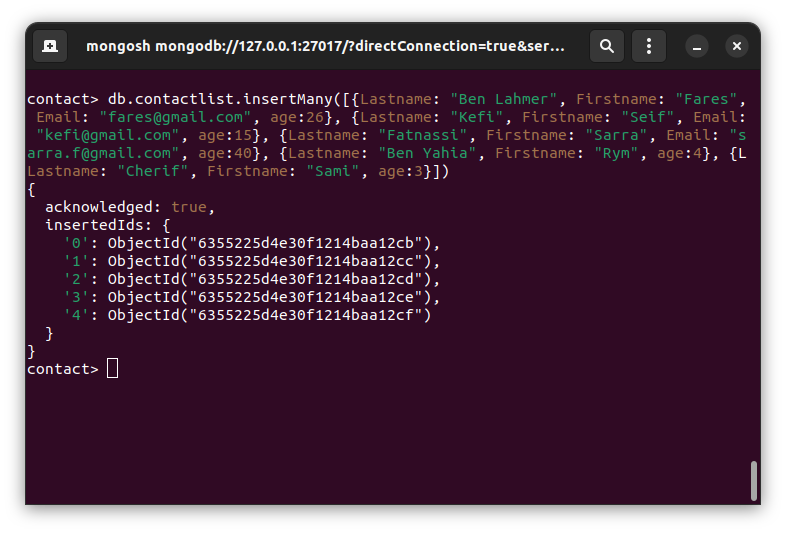 mongosh mongodb://127.0.0.1:27017/?directConnection=true&ser...
contact> db.contactlist.insertMany([{Lastname: "Ben Lahmer", Firstname: "Fares",
 Email: "fares@gmail.com", age:26}, {Lastname: "Kefi", Firstname: "Seif", Email:
 "kefi@gmail.com", age:15}, {Lastname: "Fatnassi", Firstname: "Sarra", Email: "s
arra.f@gmail.com", age:40}, {Lastname: "Ben Yahia", Firstname: "Rym", age:4}, {L
Lastname: "Cherif", Firstname: "Sami", age:3}])
{
  acknowledged: true,
  insertedIds: {
    '0': ObjectId("6355225d4e30f1214baa12cb"),
    '1': ObjectId("6355225d4e30f1214baa12cc"),
    '2': ObjectId("6355225d4e30f1214baa12cd"),
    '3': ObjectId("6355225d4e30f1214baa12ce"),
    '4': ObjectId("6355225d4e30f1214baa12cf")
  }
}
contact>